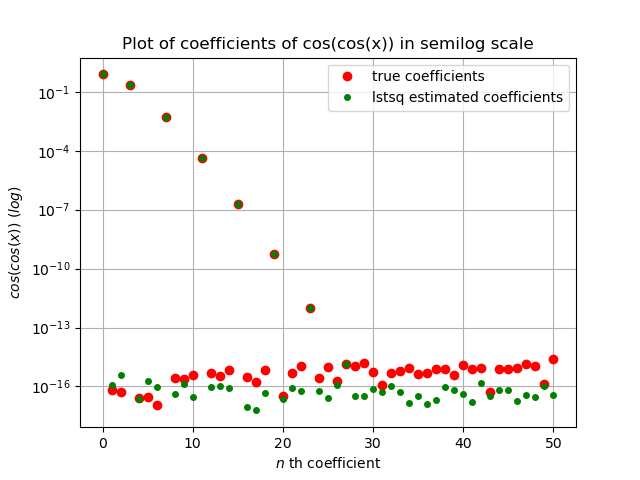 Plot of coefficients of cos(cos(x)) in semilog scale
true coefficients
lstsq estimated coefficients
cos(cos(x)) (log)
10⁻¹
10⁻⁴
10⁻⁷
10⁻¹⁰
10⁻¹³
10⁻¹⁶
0 10 20 30 40 50
n th coefficient